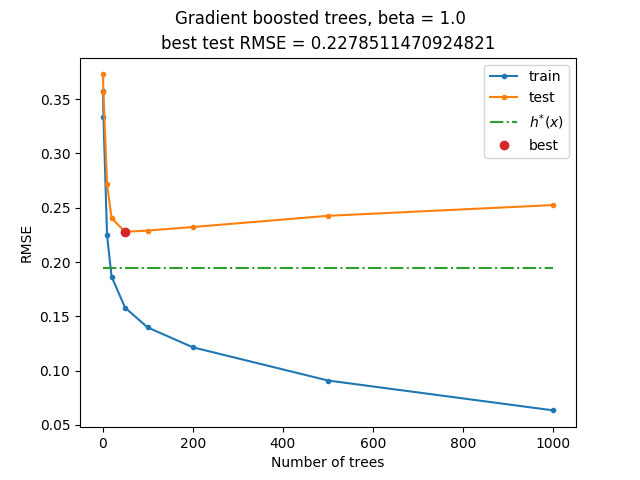 Gradient boosted trees, beta = 1.0
best test RMSE = 0.2278511470924821
train
test
h*(x)
best
0.35
0.30
0.25
0.20
0.15
0.10
0.05
RMSE
0 200 400 600 800 1000
Number of trees